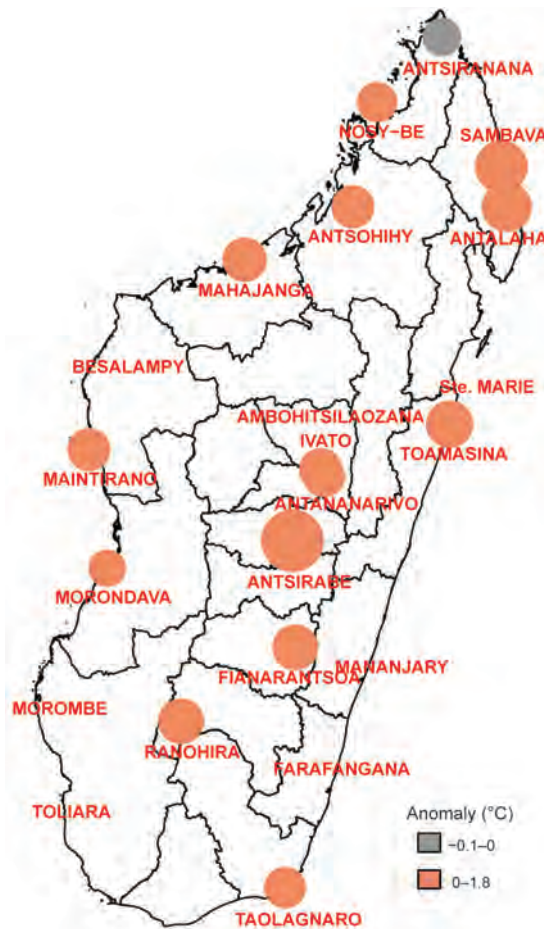 ANTSIRANANA
NOSY−BE
SAMBAVA
ANTSOHIHY
ANTALAHA
MAHAJANGA
BESALAMPY
Ste. MARIE
AMBOHITSILAOZANA
IVATO
TOAMASINA
MAINTIRANO
ANTANANARIVO
ANTSIRABE
MORONDAVA
MANANJARY
FIANARANTSOA
MOROMBE
RANOHIRA
FARAFANGANA
TOLIARA
Anomaly (°C)
−0.1–0
0–1.8
TAOLAGNARO